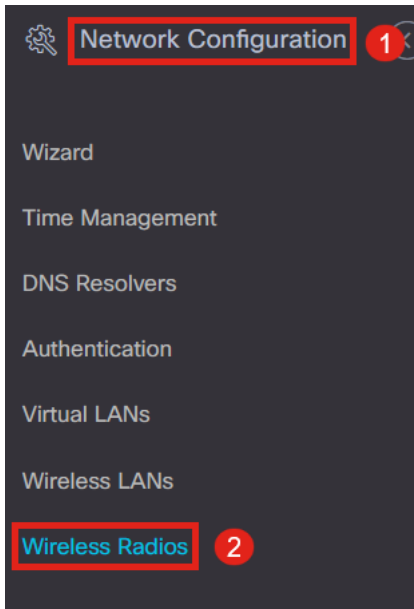 Network Configuration 1
Wizard
Time Management
DNS Resolvers
Authentication
Virtual LANs
Wireless LANs
Wireless Radios 2